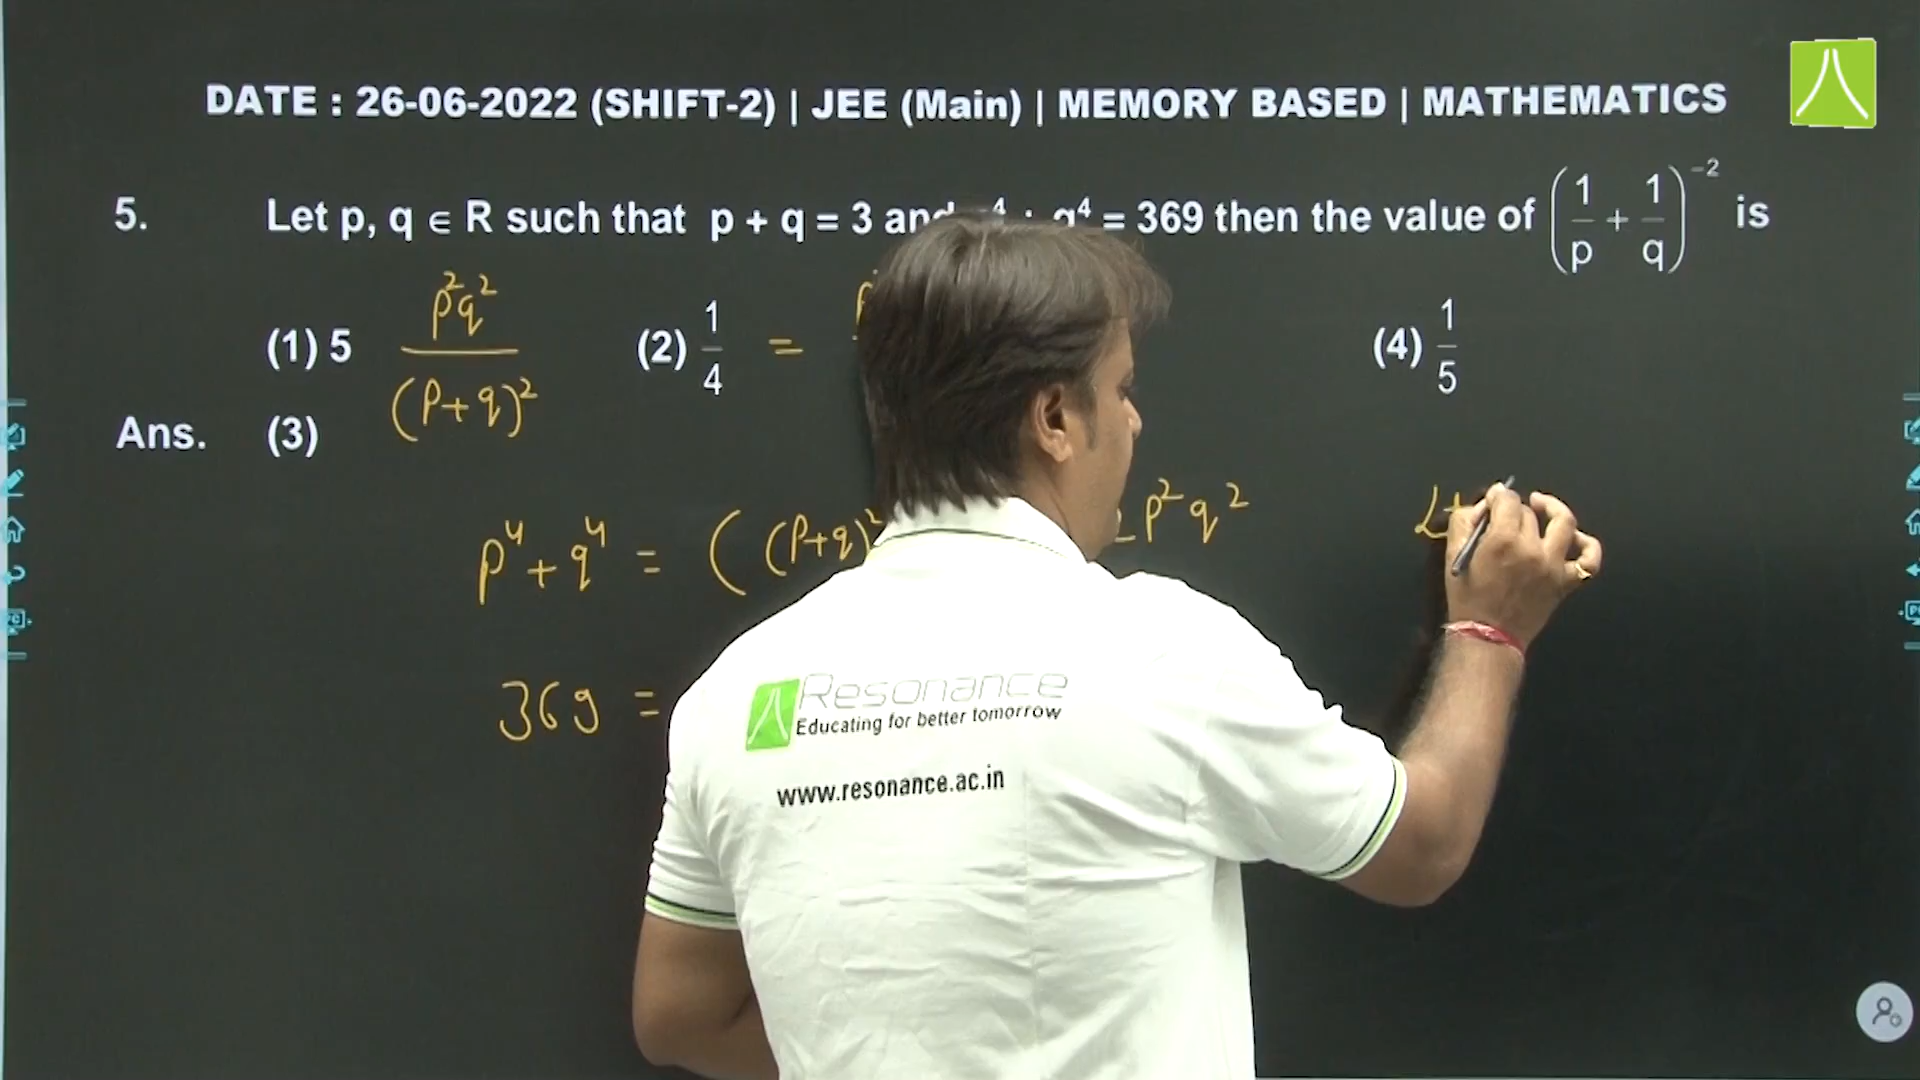 DATE : 26-06-2022 (SHIFT-2) | JEE (Main) | MEMORY BASED | MATHEMATICS
5. Let p, q ∈ R such that p + q = 3 and q⁴ = 369 then the value of (1/p + 1/q)⁻² is
(1) 5 p²q²/(p+q)² (2) 1/4 = (4) 1/5
Ans. (3)
p⁴ + q⁴ = ( (p+q)² p²q²
369 =
Resonance
Educating for better tomorrow
www.resonance.ac.in